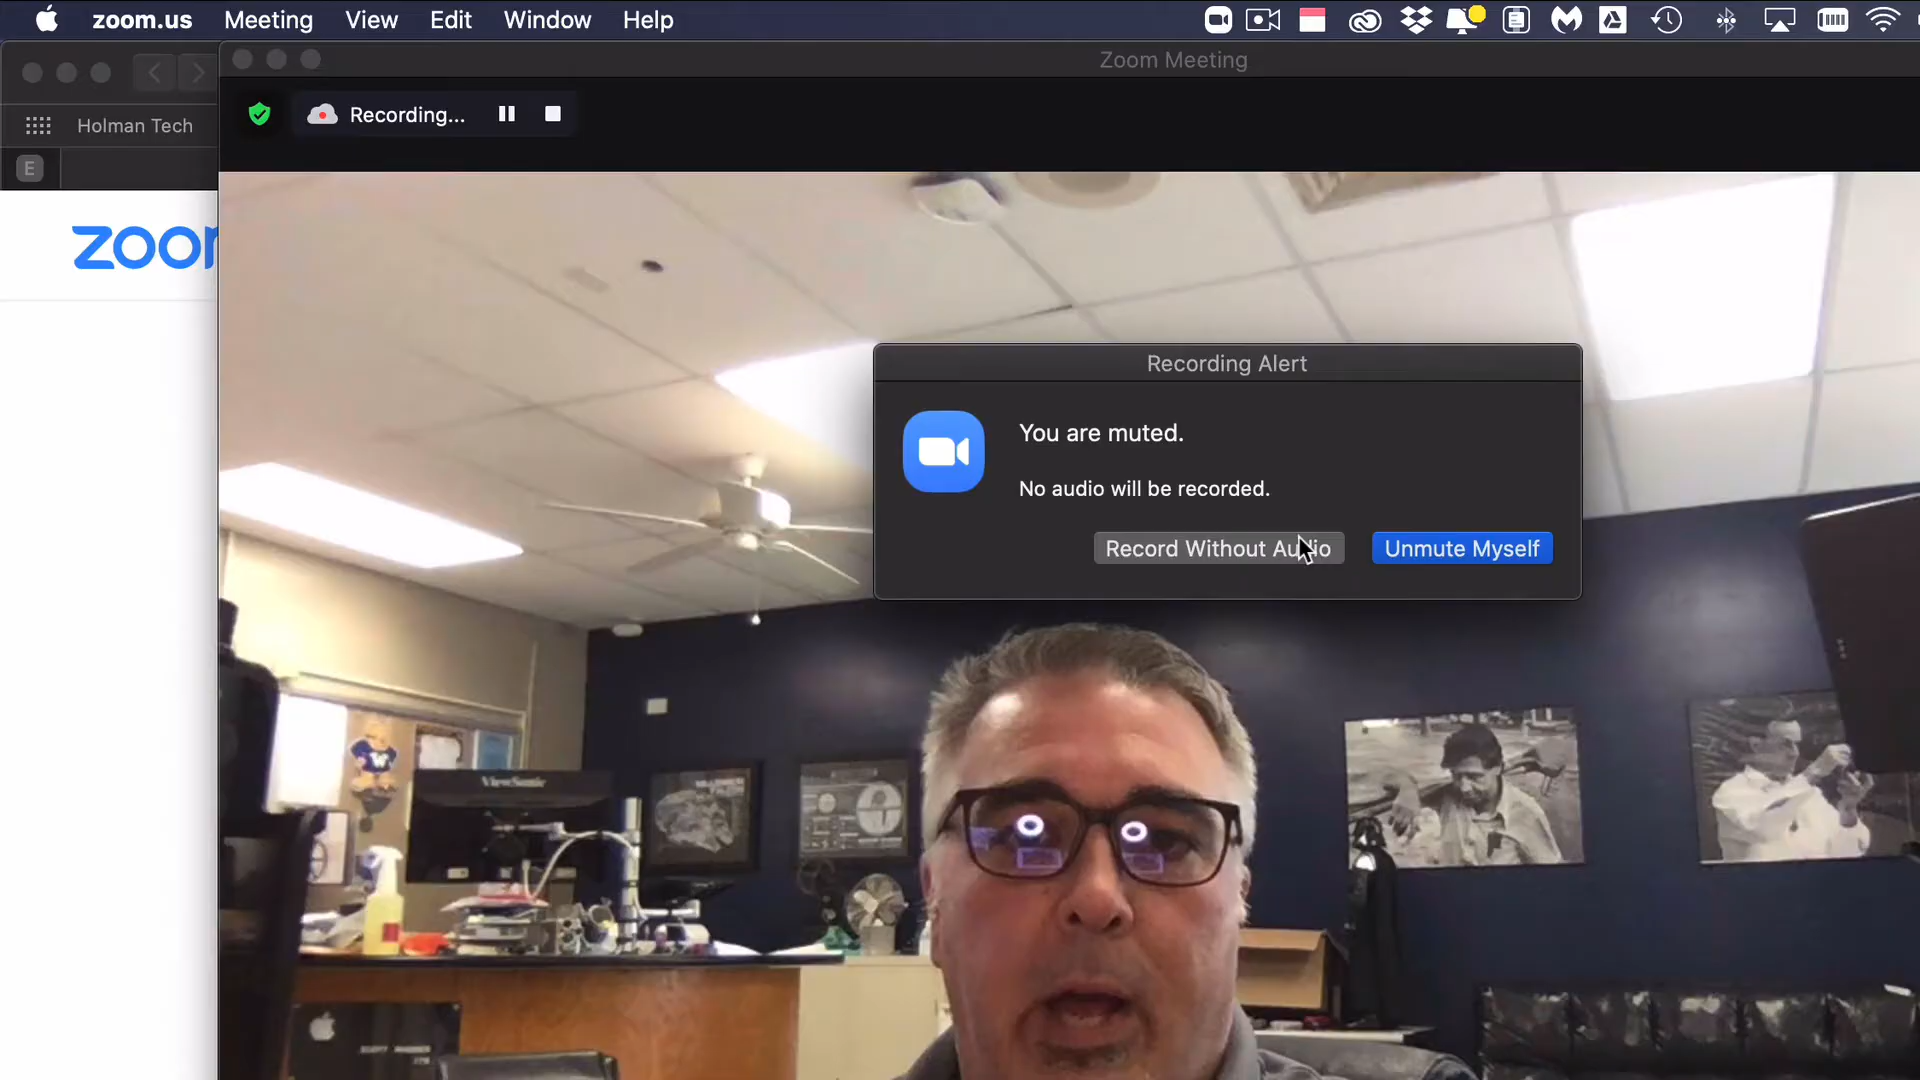 zoom.us Meeting View Edit Window Help
Zoom Meeting
Recording...
Holman Tech
E
zoo
Recording Alert
You are muted.
No audio will be recorded.
Record Without Audio Unmute Myself
ViewSonic
W